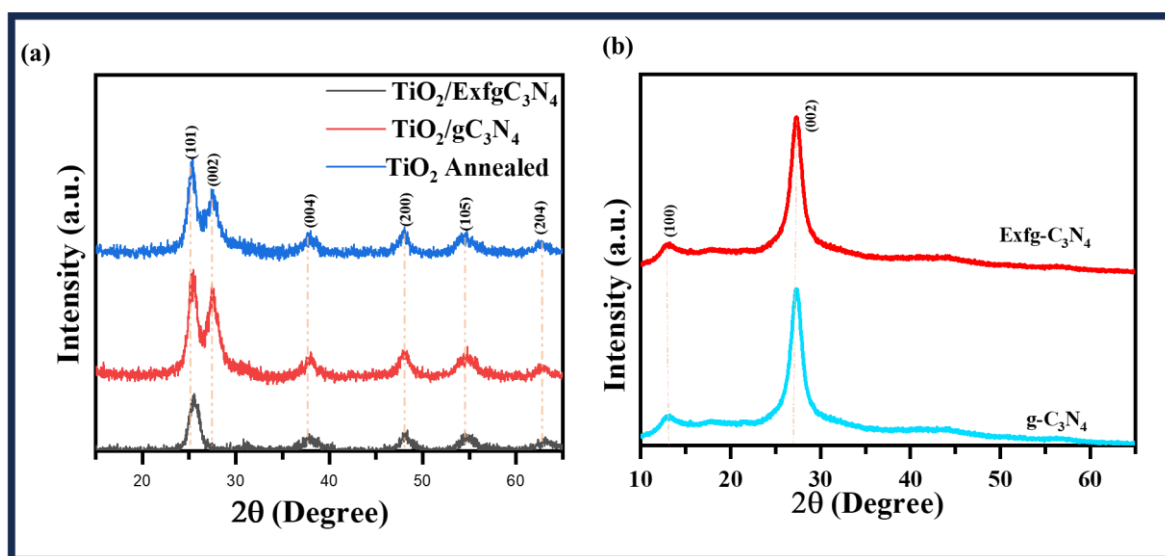 (a)
TiO₂/ExfgC₃N₄
TiO₂/gC₃N₄
TiO₂ Annealed
(101)
(002)
(004)
(200)
(105)
(204)
Intensity (a.u.)
20
30
40
50
60
2θ (Degree)
(b)
(002)
(100)
Exfg-C₃N₄
g-C₃N₄
Intensity (a.u.)
10
20
30
40
50
60
2θ (Degree)